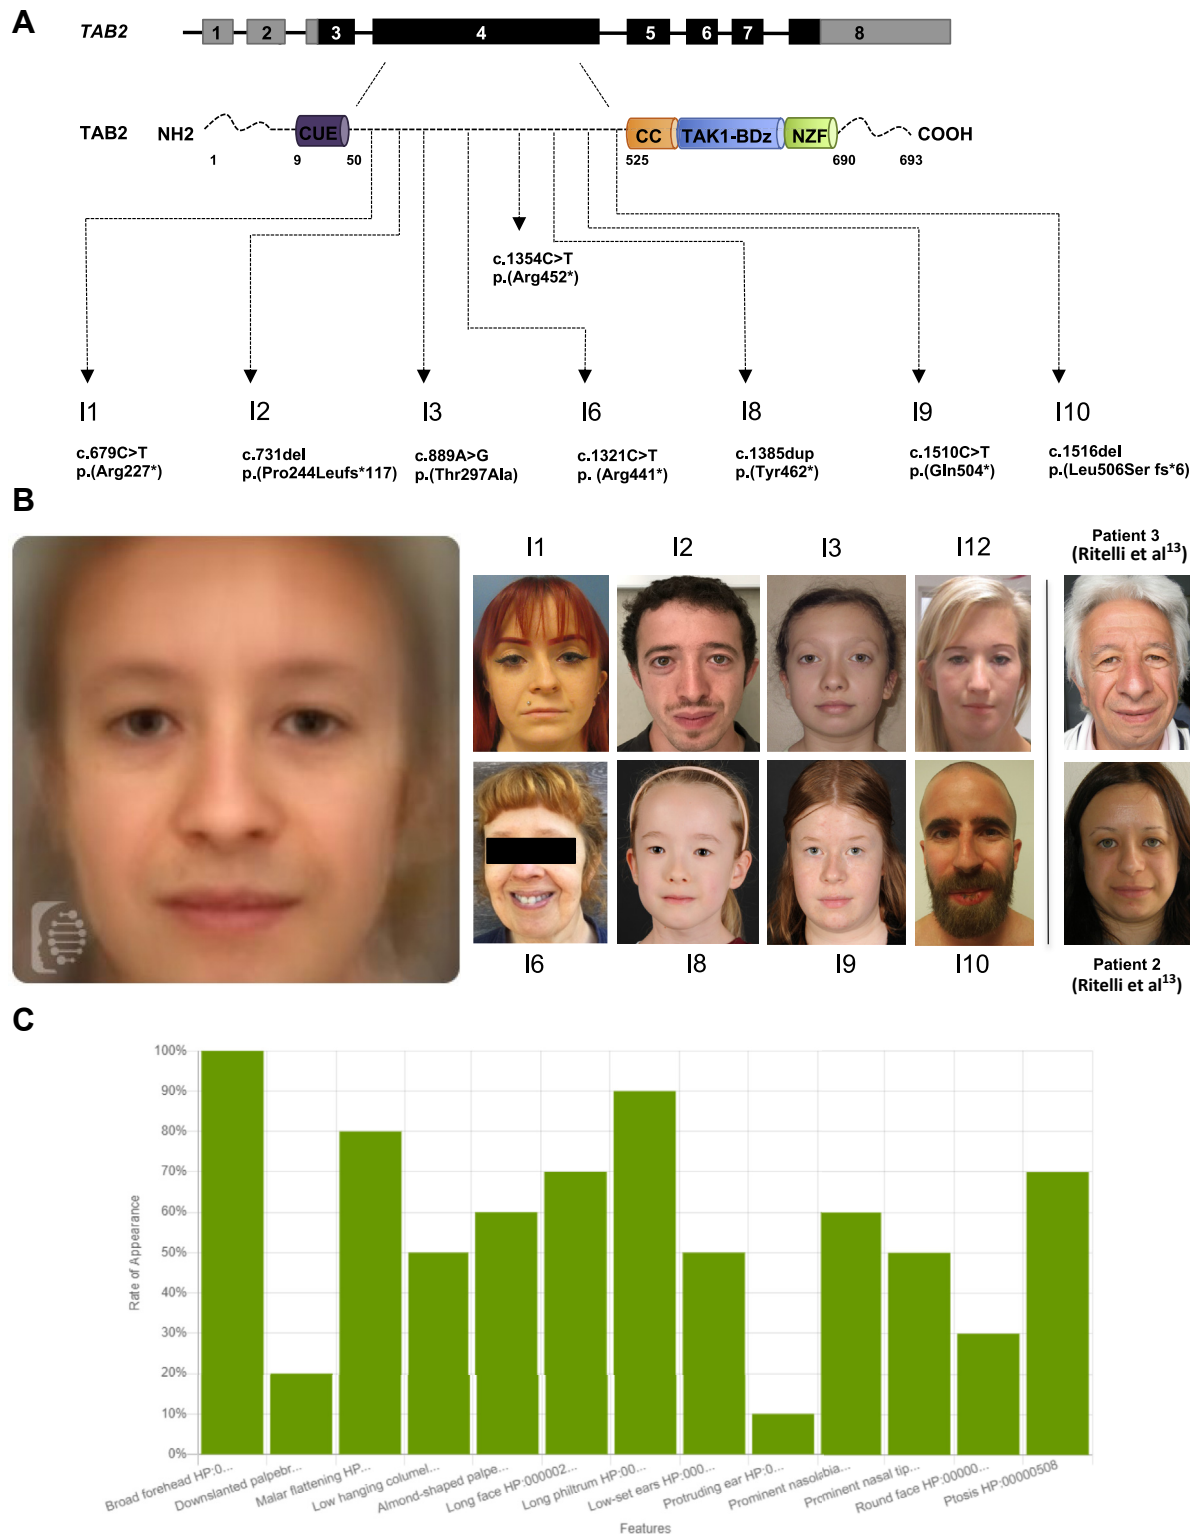 A
TAB2
1 2 3 4 5 6 7 8
TAB2 NH2 CUE CC TAK1-BDz NZF COOH
1 9 50 525 690 693
c.1354C>T
p.(Arg452*)
I1 I2 I3 I6 I8 I9 I10
c.679C>T
p.(Arg227*)
c.731del
p.(Pro244Leufs*117)
c.889A>G
p.(Thr297Ala)
c.1321C>T
p. (Arg441*)
c.1385dup
p.(Tyr462*)
c.1510C>T
p.(Gln504*)
c.1516del
p.(Leu506Ser fs*6)
B
I1 I2 I3 I12
Patient 3
(Ritelli et al13)
I6 I8 I9 I10
Patient 2
(Ritelli et al13)
C
100%
90%
80%
70%
60%
50%
40%
30%
20%
10%
0%
Rate of Appearance
Broad forehead HP:0...
Downslanted palpebr...
Malar flattening HP...
Low hanging columel...
Almond-shaped palpe...
Long face HP:000002...
Long philtrum HP:00...
Low-set ears HP:000...
Protruding ear HP:0...
Prominent nasolabia...
Prominent nasal tip...
Round face HP:00000...
Ptosis HP:00000508
Features